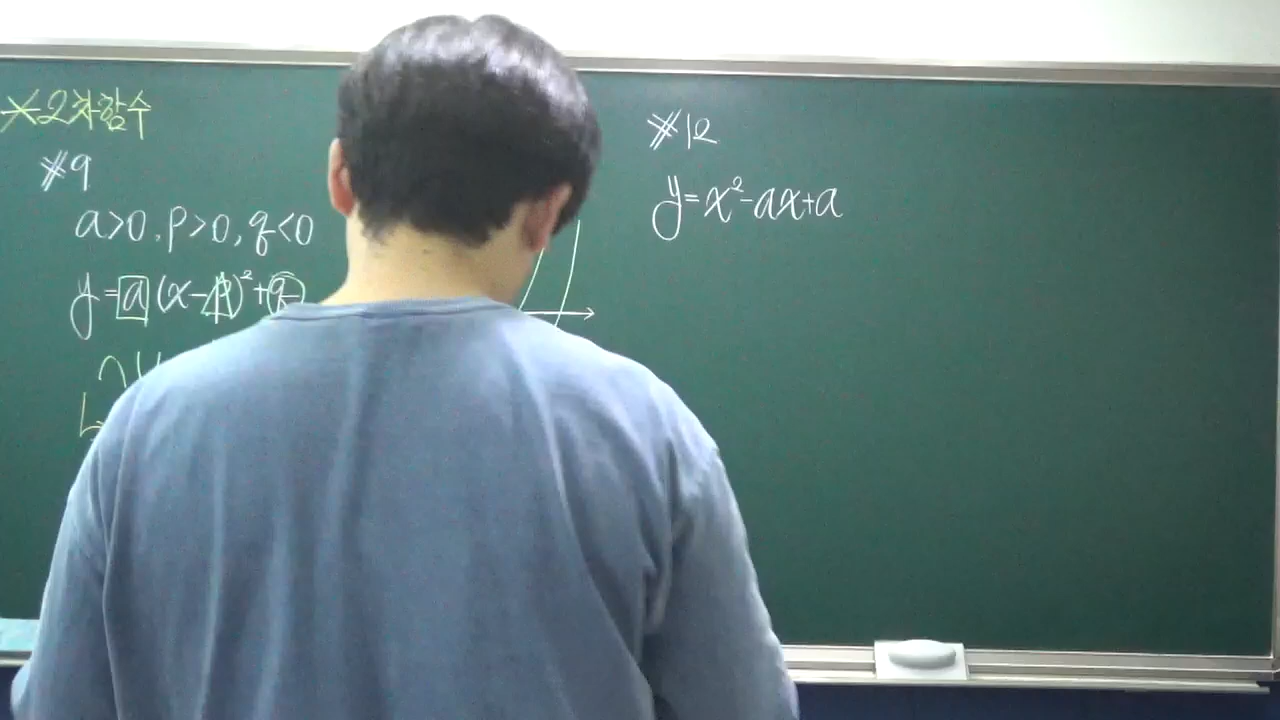 *2차함수
#9
a>0, p>0, q<0
y=a(x-p)²+q
#12
y=x²-ax+a